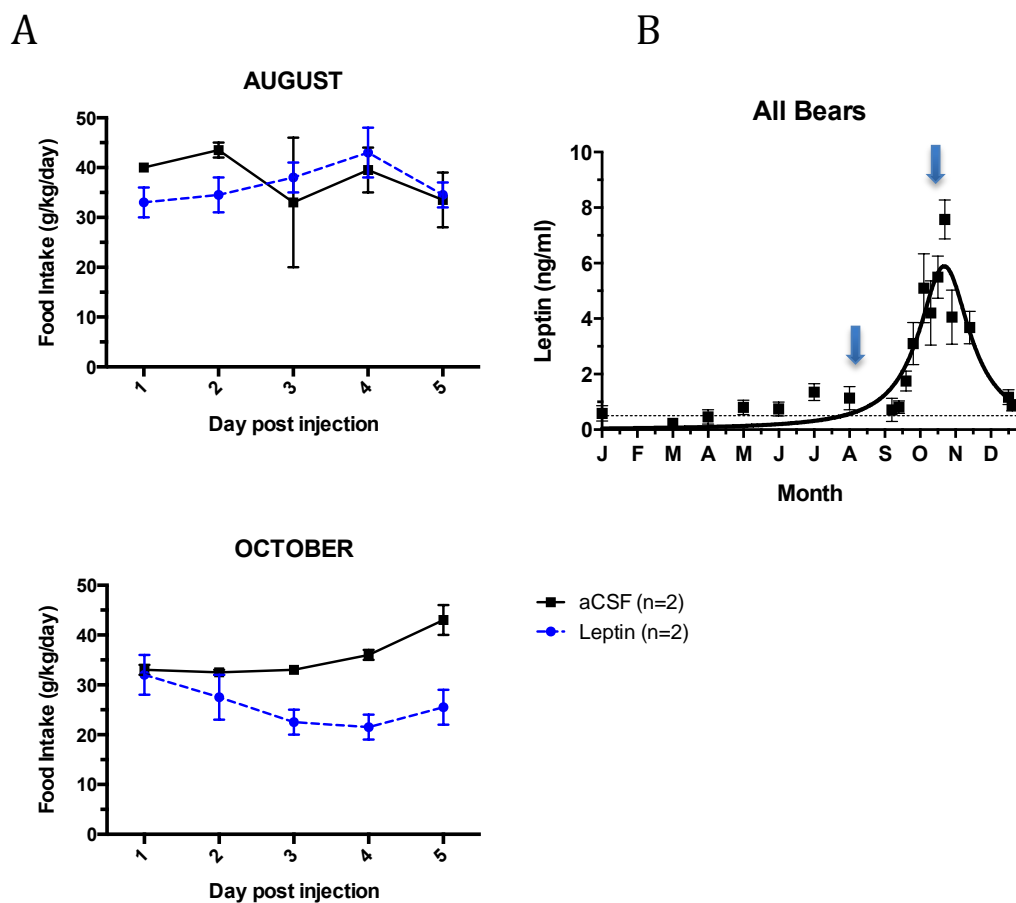 A
B
AUGUST
Food Intake (g/kg/day)
50
40
30
20
10
0
1 2 3 4 5
Day post injection
All Bears
Leptin (ng/ml)
10
8
6
4
2
0
J F M A M J J A S O N D
Month
OCTOBER
Food Intake (g/kg/day)
50
40
30
20
10
0
1 2 3 4 5
Day post injection
aCSF (n=2)
Leptin (n=2)